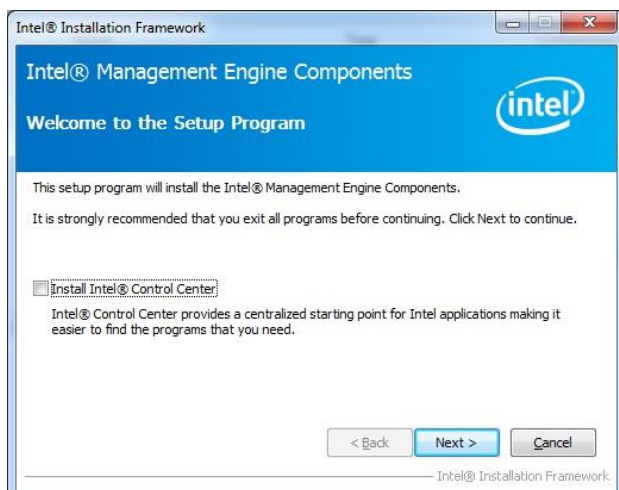 Intel® Installation Framework
Intel® Management Engine Components
Welcome to the Setup Program
intel
This setup program will install the Intel® Management Engine Components.
It is strongly recommended that you exit all programs before continuing. Click Next to continue.
Install Intel® Control Center
Intel® Control Center provides a centralized starting point for Intel applications making it
easier to find the programs that you need.
< Back Next > Cancel
Intel® Installation Framework